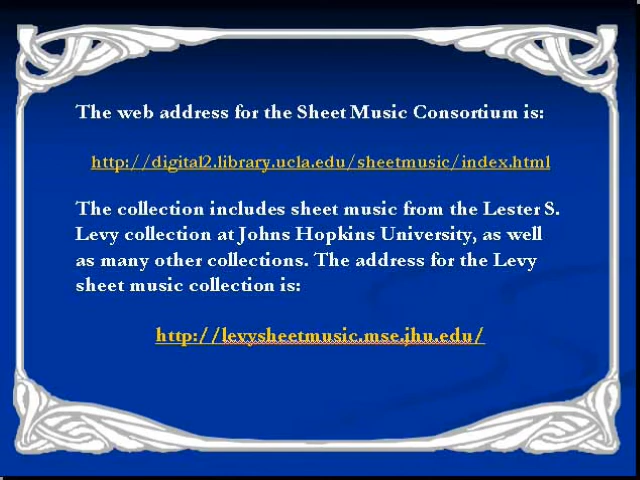 The web address for the Sheet Music Consortium is:
http://digital2.library.ucla.edu/sheetmusic/index.html
The collection includes sheet music from the Lester S.
Levy collection at Johns Hopkins University, as well
as many other collections. The address for the Levy
sheet music collection is:
http://levysheetmusic.mse.jhu.edu/